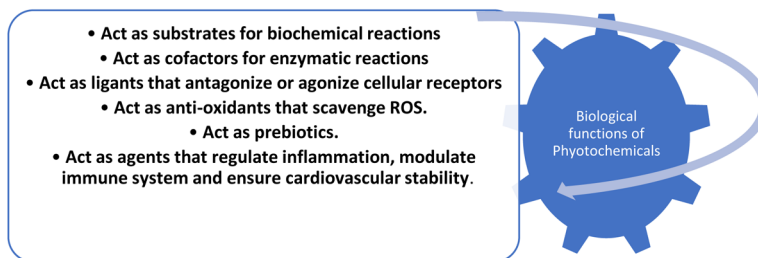 • Act as substrates for biochemical reactions
• Act as cofactors for enzymatic reactions
• Act as ligants that antagonize or agonize cellular receptors
• Act as anti-oxidants that scavenge ROS.
• Act as prebiotics.
• Act as agents that regulate inflammation, modulate
immune system and ensure cardiovascular stability.
Biological
functions of
Phyotochemicals